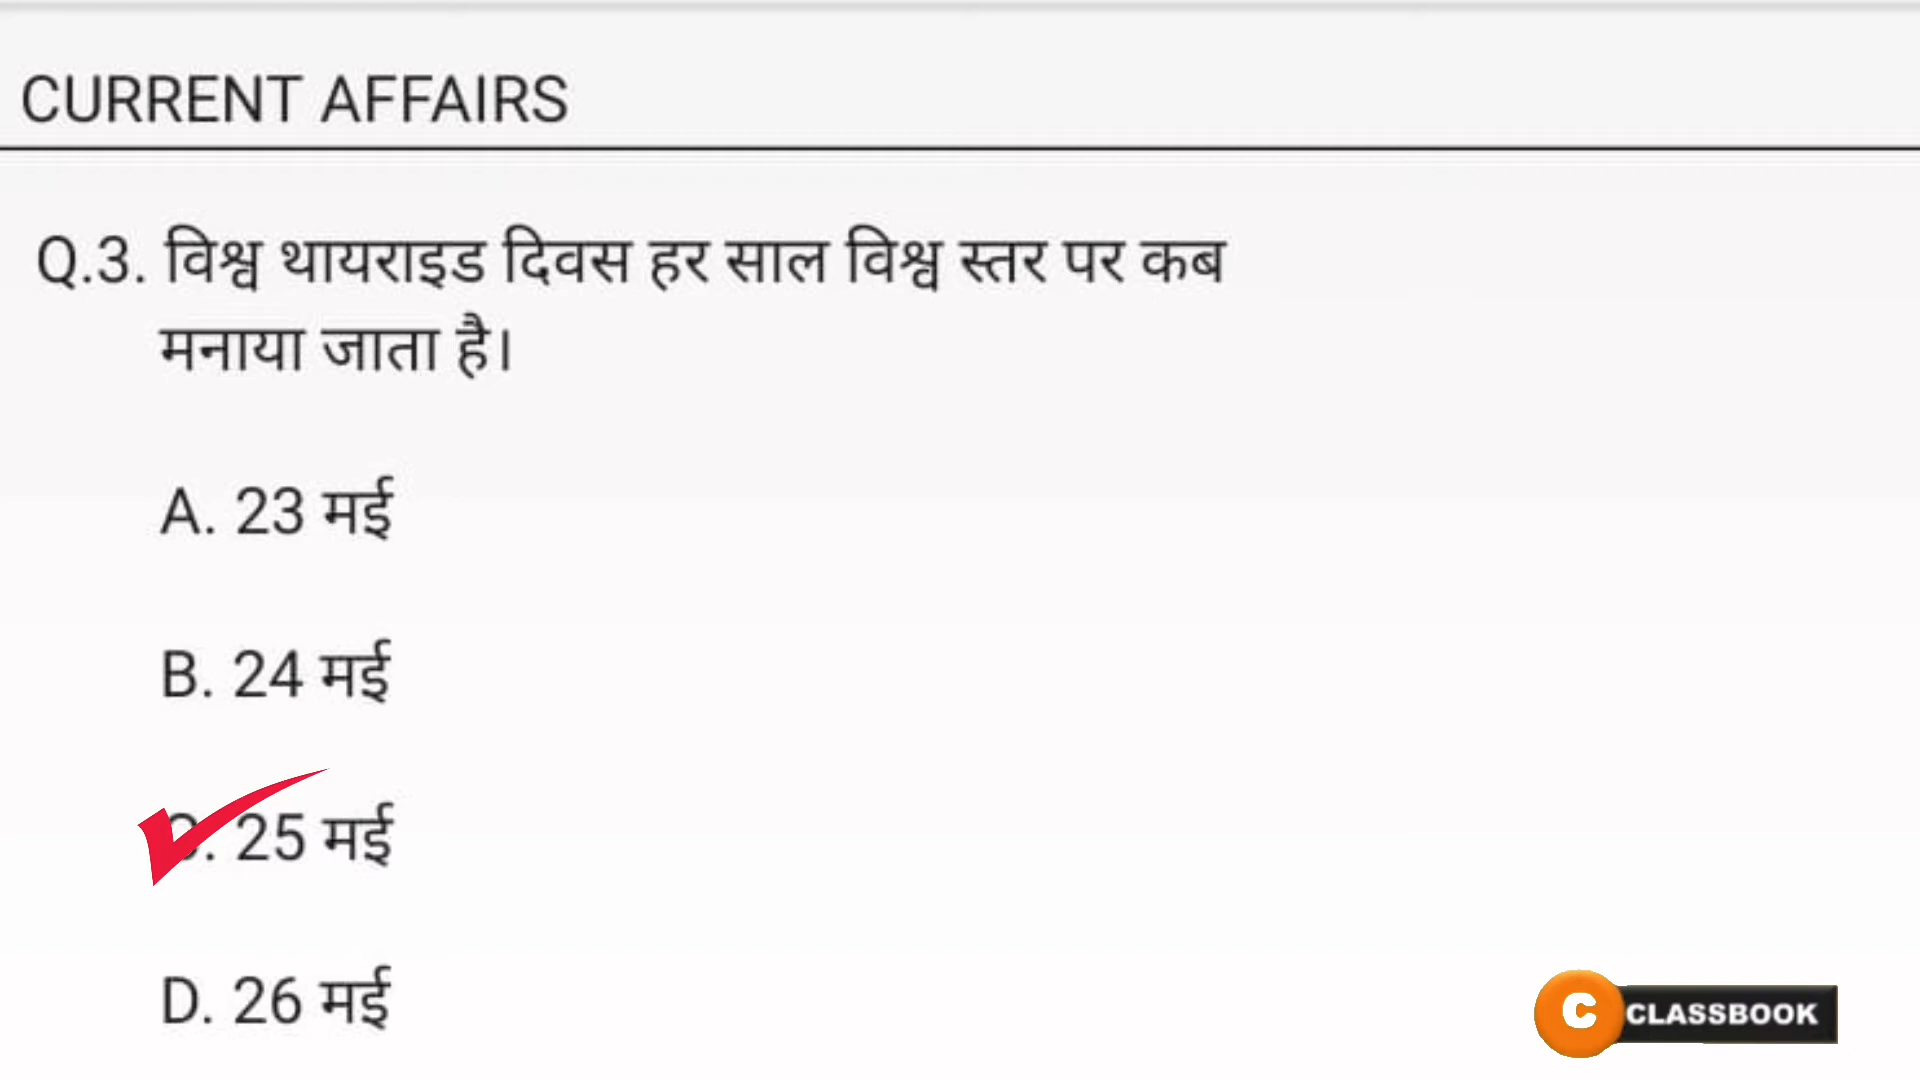 CURRENT AFFAIRS
Q.3. विश्व थायराइड दिवस हर साल विश्व स्तर पर कब
मनाया जाता है।
A. 23 मई
B. 24 मई
C. 25 मई
D. 26 मई
C CLASSBOOK